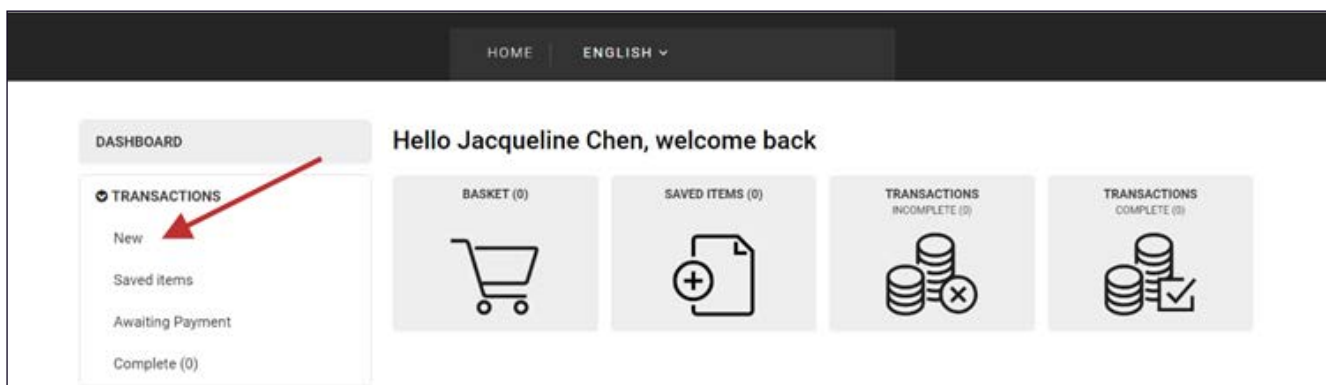 HOME ENGLISH
DASHBOARD
TRANSACTIONS
New
Saved items
Awaiting Payment
Complete (0)
Hello Jacqueline Chen, welcome back
BASKET (0)
SAVED ITEMS (0)
TRANSACTIONS
INCOMPLETE (0)
TRANSACTIONS
COMPLETE (0)